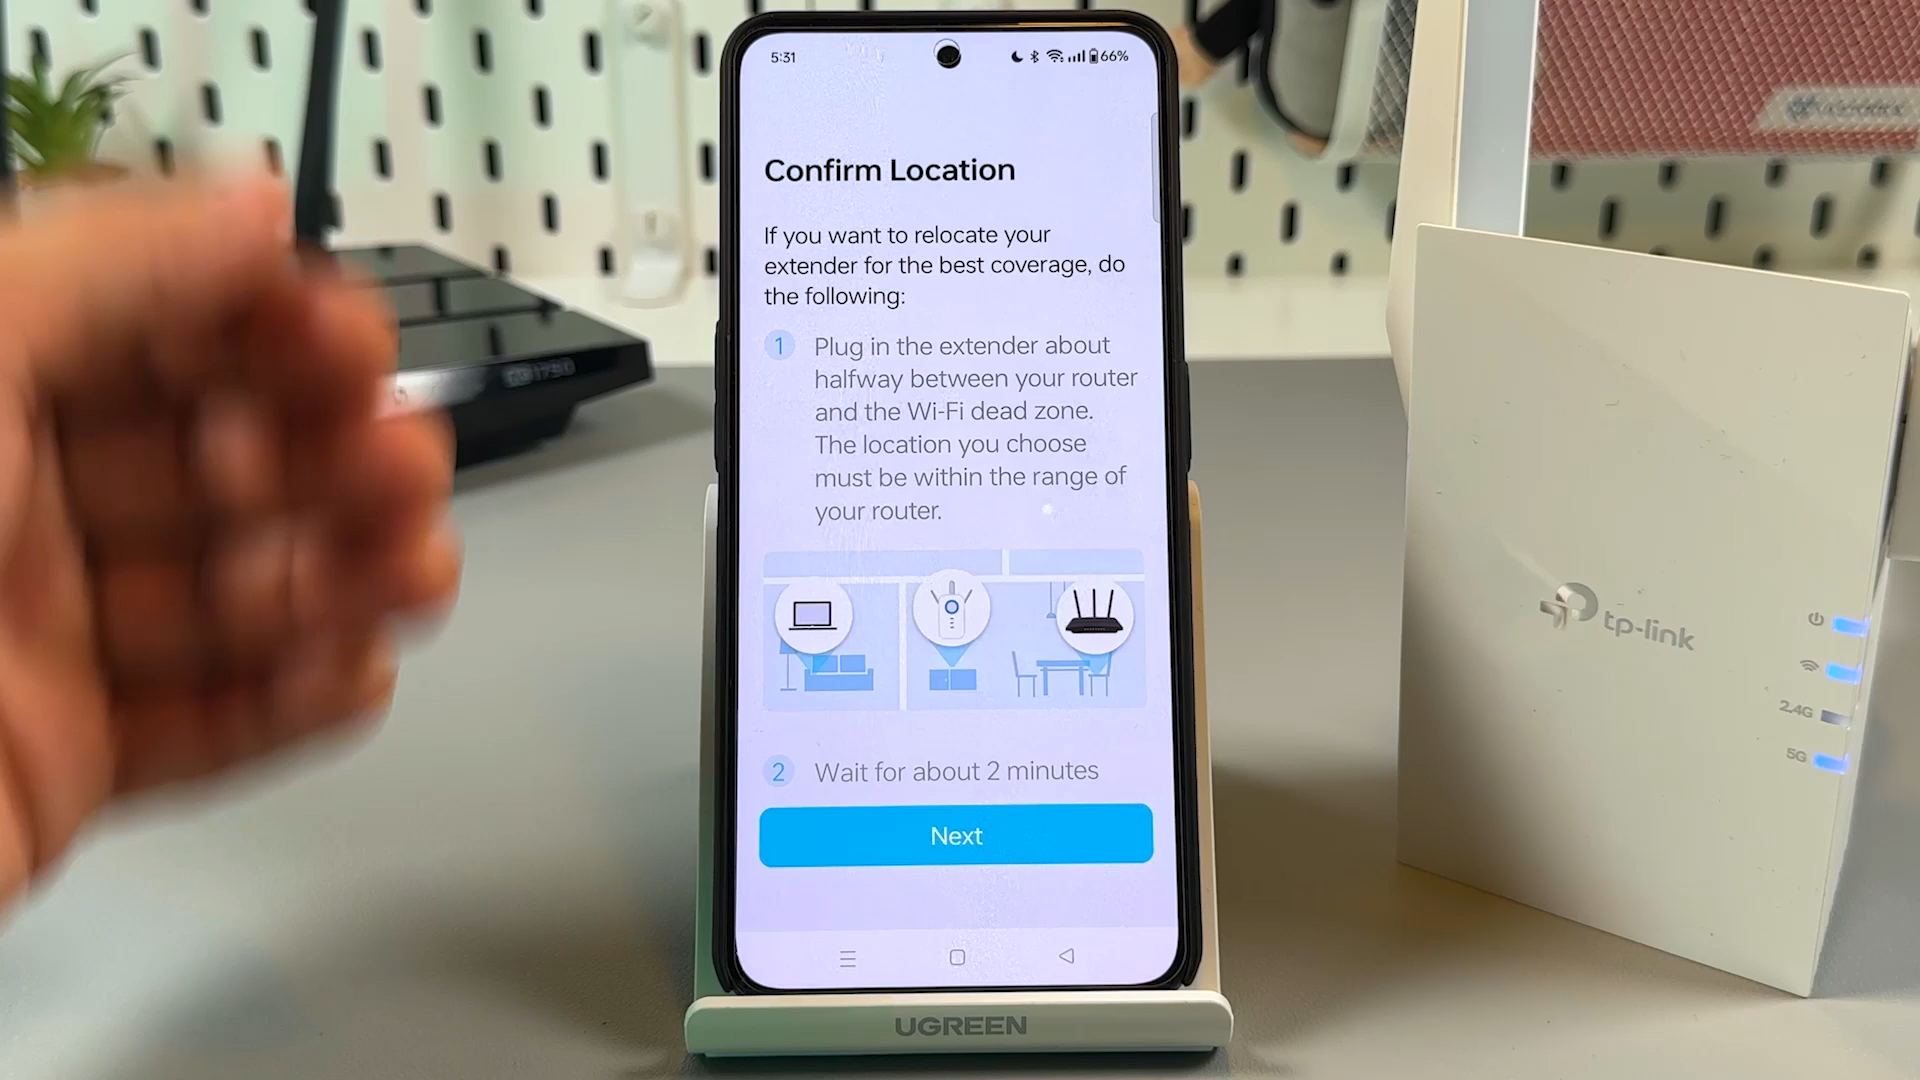 5:31
66%
Confirm Location
If you want to relocate your
extender for the best coverage, do
the following:
1 Plug in the extender about
halfway between your router
and the Wi-Fi dead zone.
The location you choose
must be within the range of
your router.
2 Wait for about 2 minutes
Next
UGREEN
tp-link
2.4G
5G